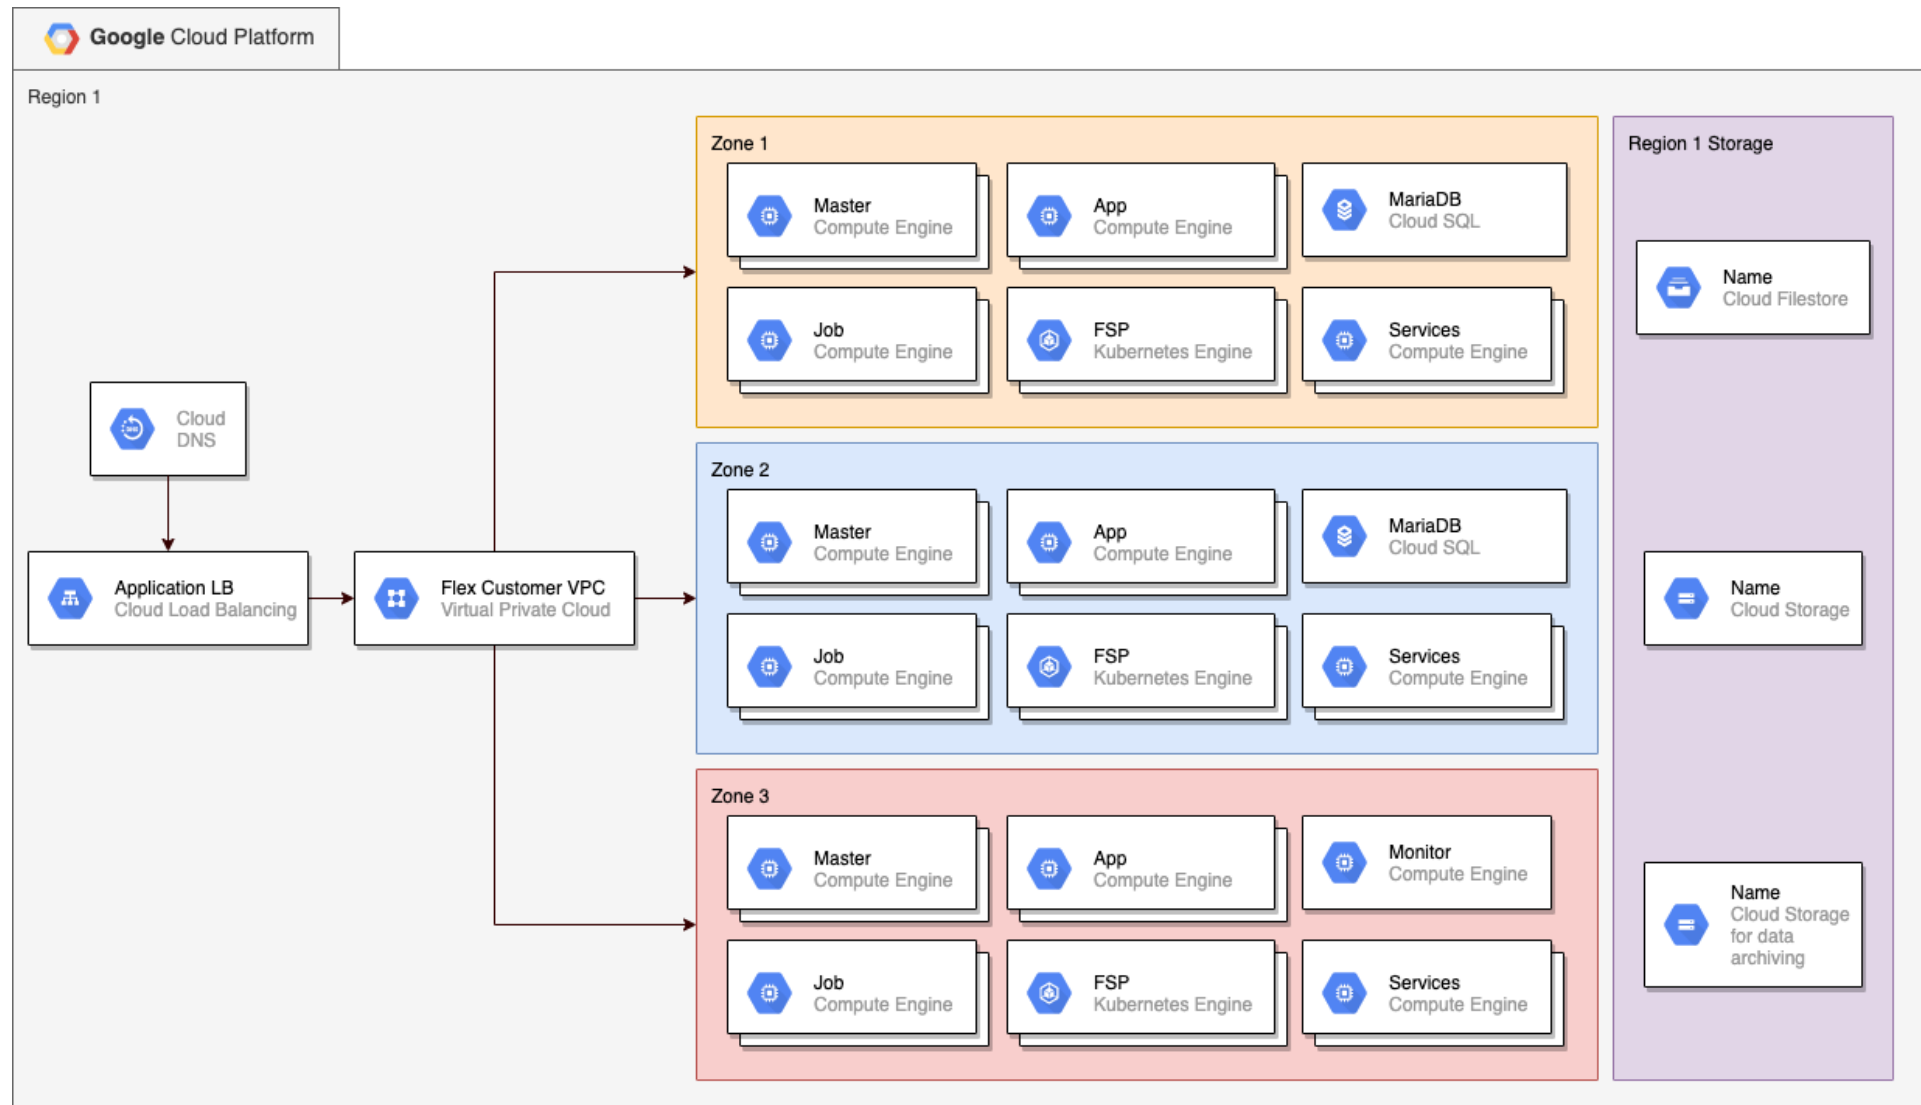 Google Cloud Platform
Region 1
Zone 1
Master
Compute Engine
App
Compute Engine
MariaDB
Cloud SQL
Job
Compute Engine
FSP
Kubernetes Engine
Services
Compute Engine
Region 1 Storage
Name
Cloud Filestore
Cloud
DNS
Application LB
Cloud Load Balancing
Flex Customer VPC
Virtual Private Cloud
Zone 2
Master
Compute Engine
App
Compute Engine
MariaDB
Cloud SQL
Job
Compute Engine
FSP
Kubernetes Engine
Services
Compute Engine
Name
Cloud Storage
Zone 3
Master
Compute Engine
App
Compute Engine
Monitor
Compute Engine
Job
Compute Engine
FSP
Kubernetes Engine
Services
Compute Engine
Name
Cloud Storage
for data
archiving